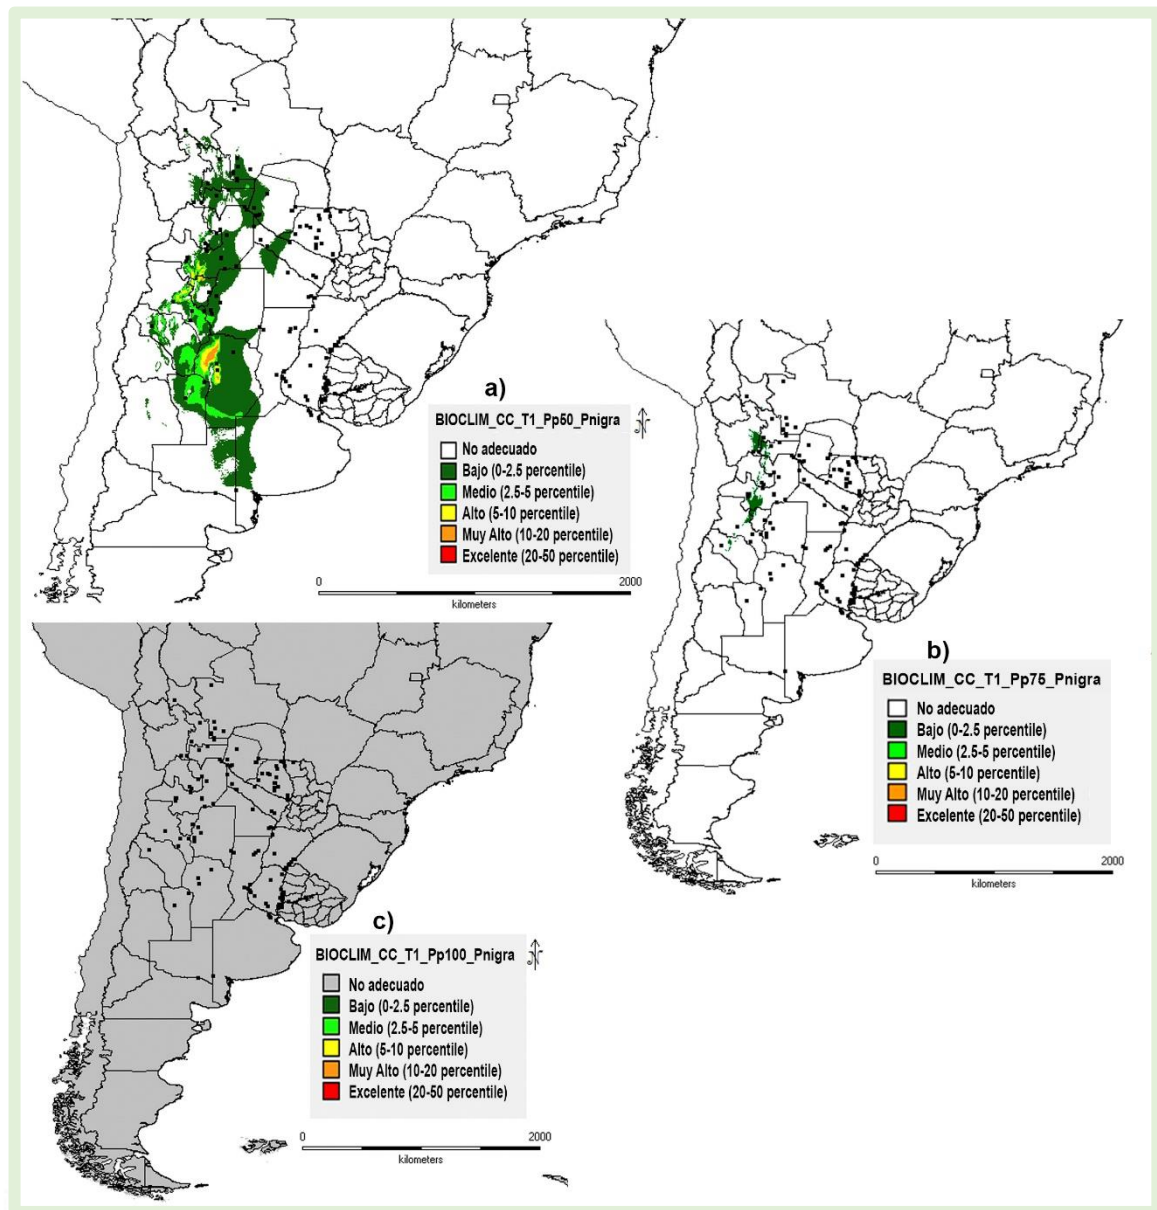 a)
BIOCLIM_CC_T1_Pp50_Pnigra
N
No adecuado
Bajo (0-2.5 percentile)
Medio (2.5-5 percentile)
Alto (5-10 percentile)
Muy Alto (10-20 percentile)
Excelente (20-50 percentile)
0 2000
kilometers
b)
BIOCLIM_CC_T1_Pp75_Pnigra
No adecuado
Bajo (0-2.5 percentile)
Medio (2.5-5 percentile)
Alto (5-10 percentile)
Muy Alto (10-20 percentile)
Excelente (20-50 percentile)
0 2000
kilometers
c)
BIOCLIM_CC_T1_Pp100_Pnigra
N
No adecuado
Bajo (0-2.5 percentile)
Medio (2.5-5 percentile)
Alto (5-10 percentile)
Muy Alto (10-20 percentile)
Excelente (20-50 percentile)
0 2000
kilometers